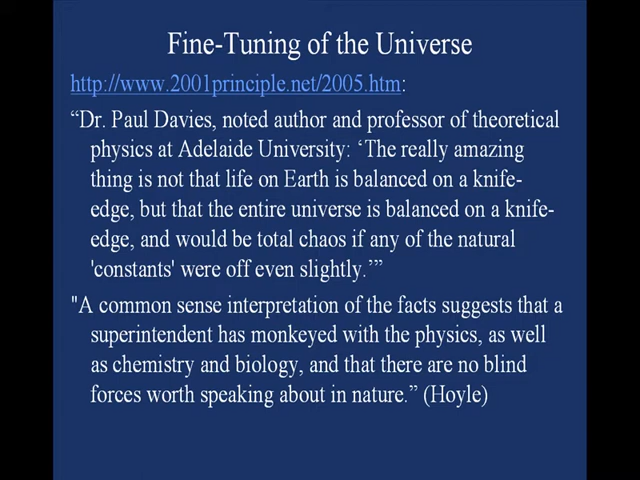 Fine-Tuning of the Universe
http://www.2001principle.net/2005.htm:
“Dr. Paul Davies, noted author and professor of theoretical
physics at Adelaide University: ‘The really amazing
thing is not that life on Earth is balanced on a knife-
edge, but that the entire universe is balanced on a knife-
edge, and would be total chaos if any of the natural
'constants' were off even slightly.’”
"A common sense interpretation of the facts suggests that a
superintendent has monkeyed with the physics, as well
as chemistry and biology, and that there are no blind
forces worth speaking about in nature.” (Hoyle)